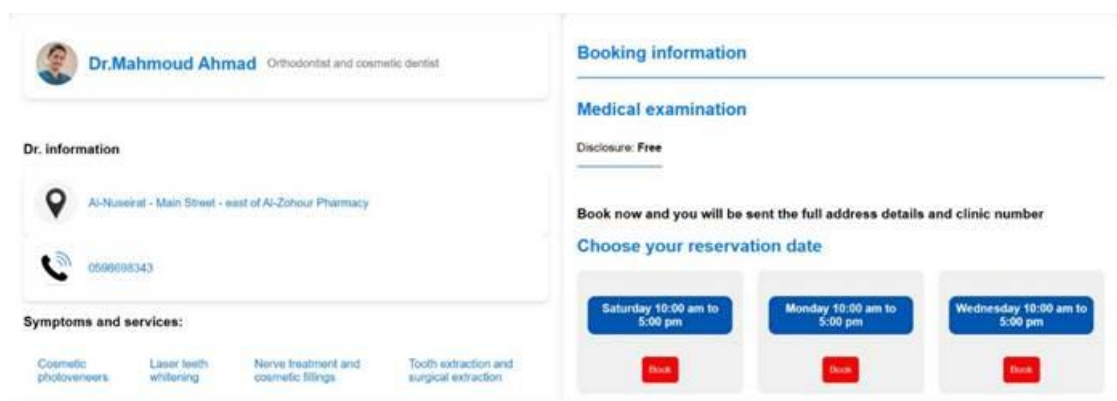 Dr.Mahmoud Ahmad Orthodontist and cosmetic dentist
Dr. information
Al-Nuseirat - Main Street - east of Al-Zohour Pharmacy
0598698343
Symptoms and services:
Cosmetic
photoveneers
Laser teeth
whitening
Nerve treatment and
cosmetic fillings
Tooth extraction and
surgical extraction
Booking information
Medical examination
Disclosure: Free
Book now and you will be sent the full address details and clinic number
Choose your reservation date
Saturday 10:00 am to
5:00 pm
Book
Monday 10:00 am to
5:00 pm
Book
Wednesday 10:00 am to
5:00 pm
Book